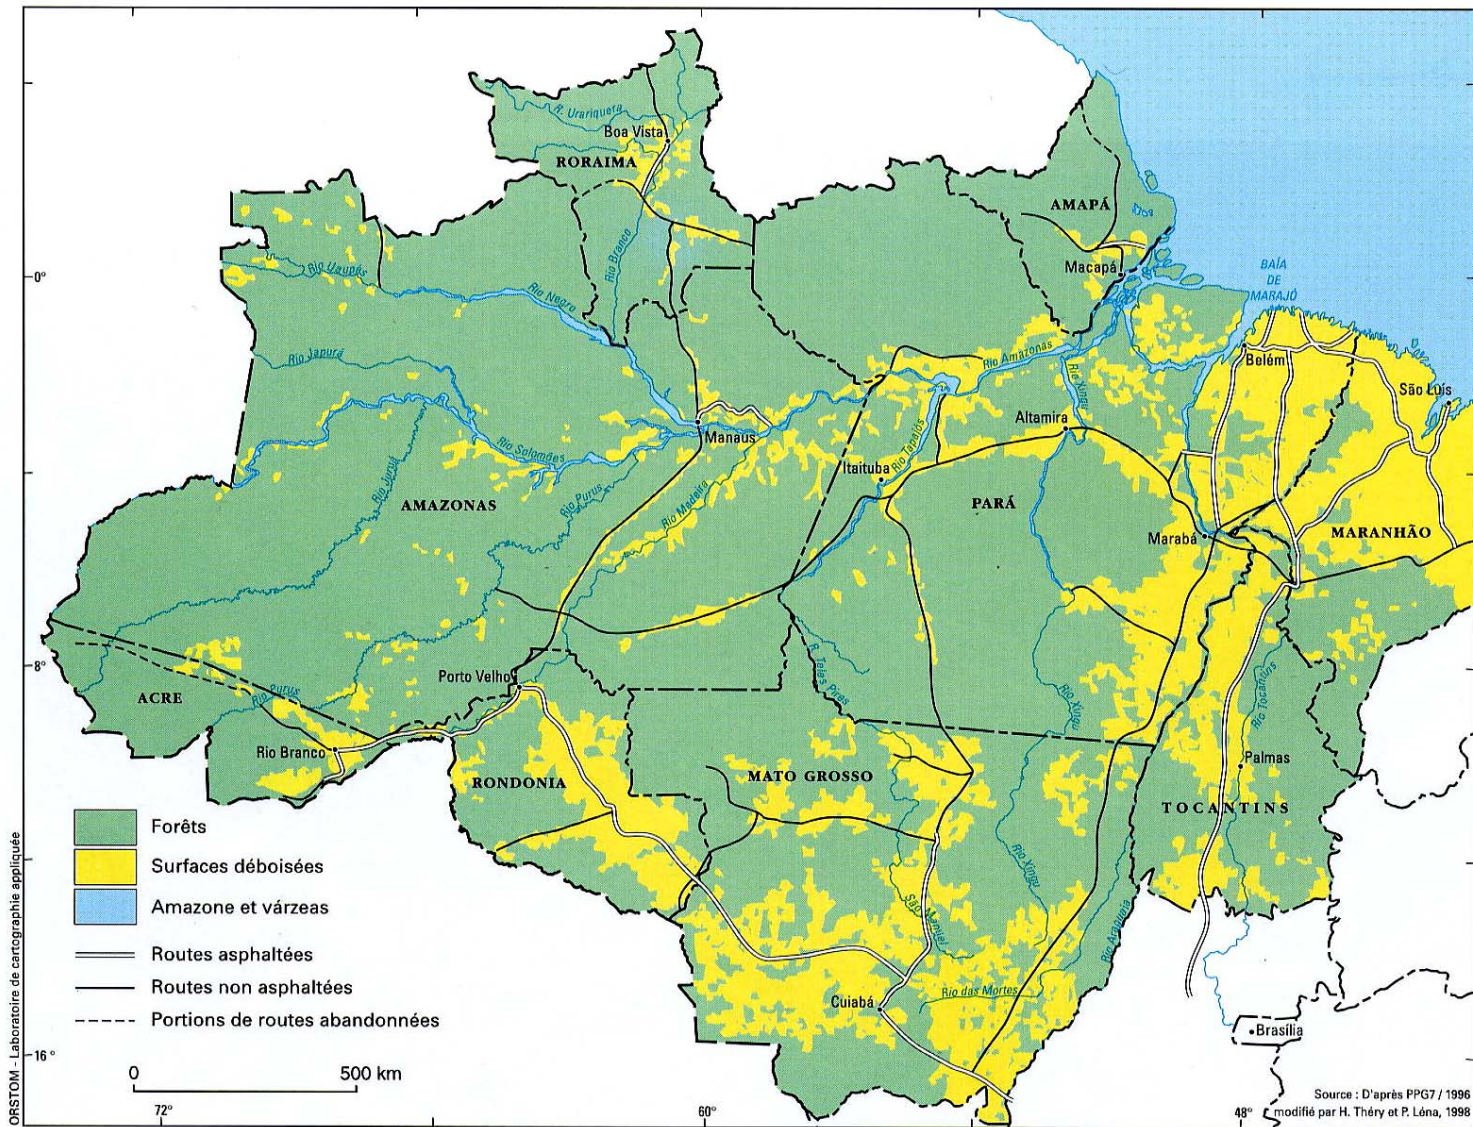 R. Uraricuera
Boa Vista
RORAIMA
AMAPÁ
Rio Branco
Macapá
BAÍA
DE
MARAJÓ
0°
Rio Uaupés
Rio Negro
Rio Japurá
Rio Amazonas
Rio Xingu
Belém
São Luís
Manaus
Altamira
Rio Solomões
Rio Tapajós
Itaituba
Rio Juruá
Rio Purus
Rio Madeira
AMAZONAS
PARÁ
Marabá
MARANHÃO
8°
Porto Velho
R. Teles Pires
ACRE
Rio Purus
Rio Xingu
Rio Tocantins
Rio Branco
RONDONIA
MATO GROSSO
Palmas
TOCANTINS
Rio Xingu
São Manuel
Rio Araguaia
Rio das Mortes
Cuiabá
Brasília
16°
Forêts
Surfaces déboisées
Amazone et várzeas
Routes asphaltées
Routes non asphaltées
Portions de routes abandonnées
0 500 km
72° 60° 48°
Source : D'après PPG7 / 1996
modifié par H. Théry et P. Léna, 1998
ORSTOM - Laboratoire de cartographie appliquée